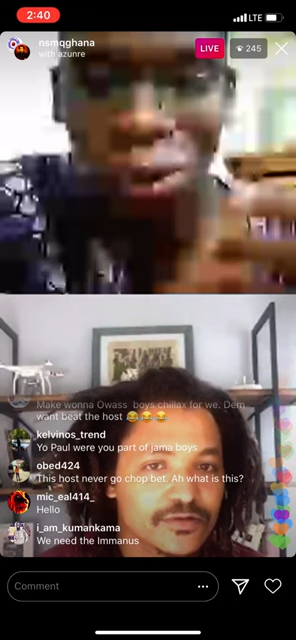 2:40
LTE
nsmqghana
with azunre
LIVE
245
Make wonna Owass boys chillax for we. Dem
want beat the host 😂😂😂
kelvinos_trend
Yo Paul were you part of jama boys
obed424
This host never go chop bet. Ah what is this?
mic_eal414_
Hello
i_am_kumankama
We need the Immanus
Comment